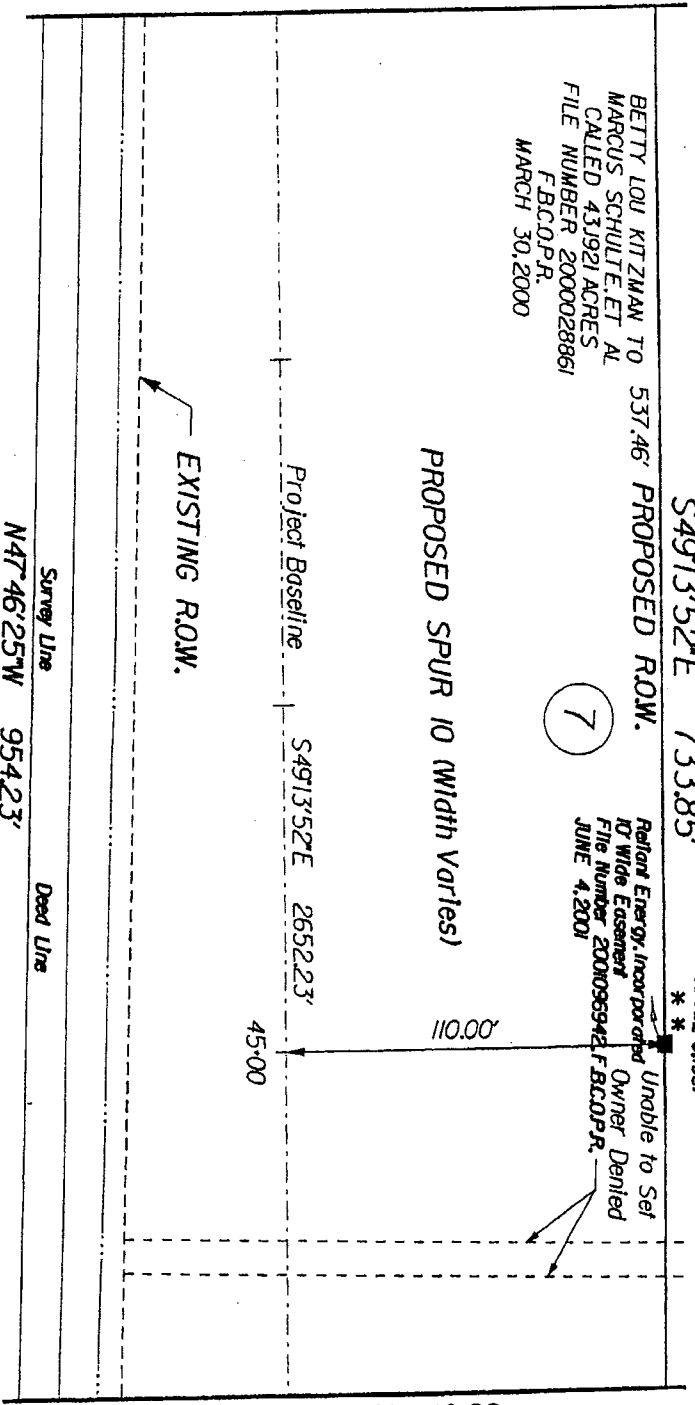 S49°13'52"E 733.85'
* *
BETTY LOU KITZMAN TO
MARCUS SCHULTE, ET AL
CALLED 43.1921 ACRES
FILE NUMBER 2000028861
F.B.C.O.P.R.
MARCH 30, 2000
537.46' PROPOSED R.O.W.
7
Reliant Energy, Incorporated
10' Wide Easement
File Number 2001096942, F.B.C.O.P.R.
JUNE 4, 2001
Unable to Set
Owner Denied
PROPOSED SPUR 10 (Width Varies)
110.00'
Project Baseline
S49°13'52"E 2652.23'
45+00
EXISTING R.O.W.
Survey Line
Deed Line
N47°46'25"W 954.23'